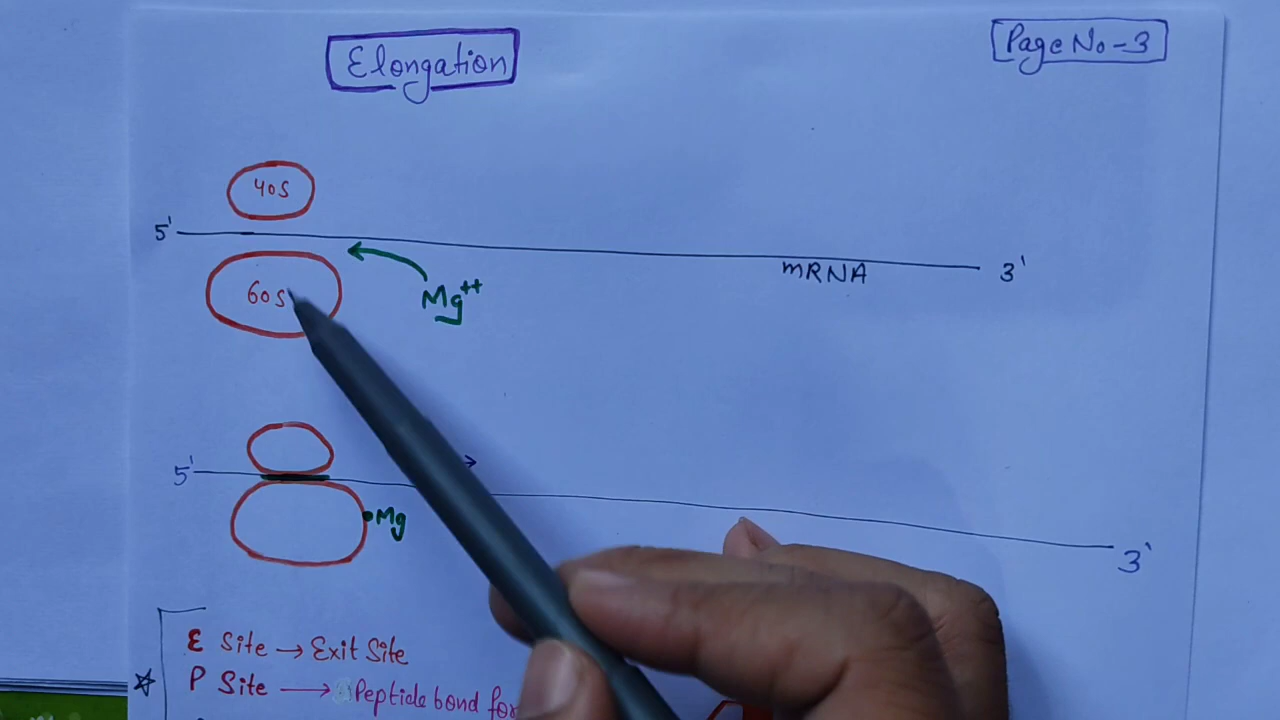 Elongation
Page No-3
40S
5'
mRNA
3'
60S
Mg++
5'
Mg
3'
E Site → Exit Site
P Site → Peptide bond